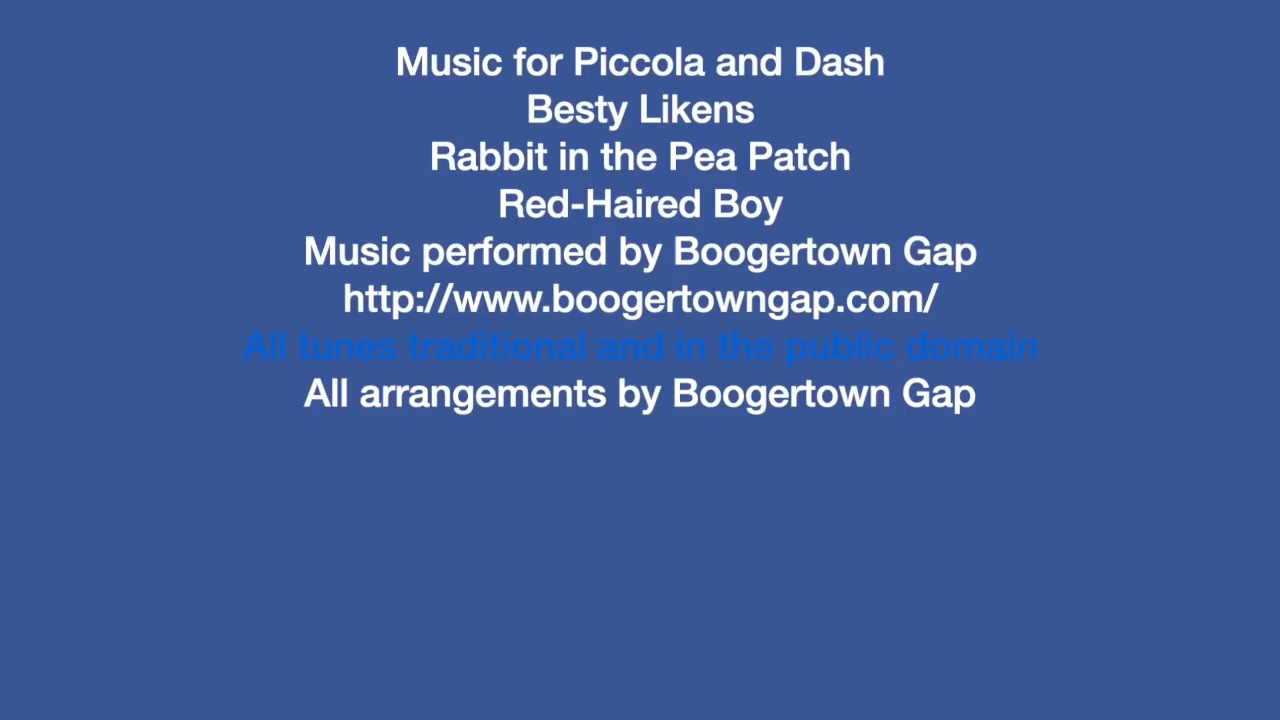 Music for Piccola and Dash
Besty Likens
Rabbit in the Pea Patch
Red-Haired Boy
Music performed by Boogertown Gap
http://www.boogertowngap.com/
All tunes traditional and in the public domain
All arrangements by Boogertown Gap